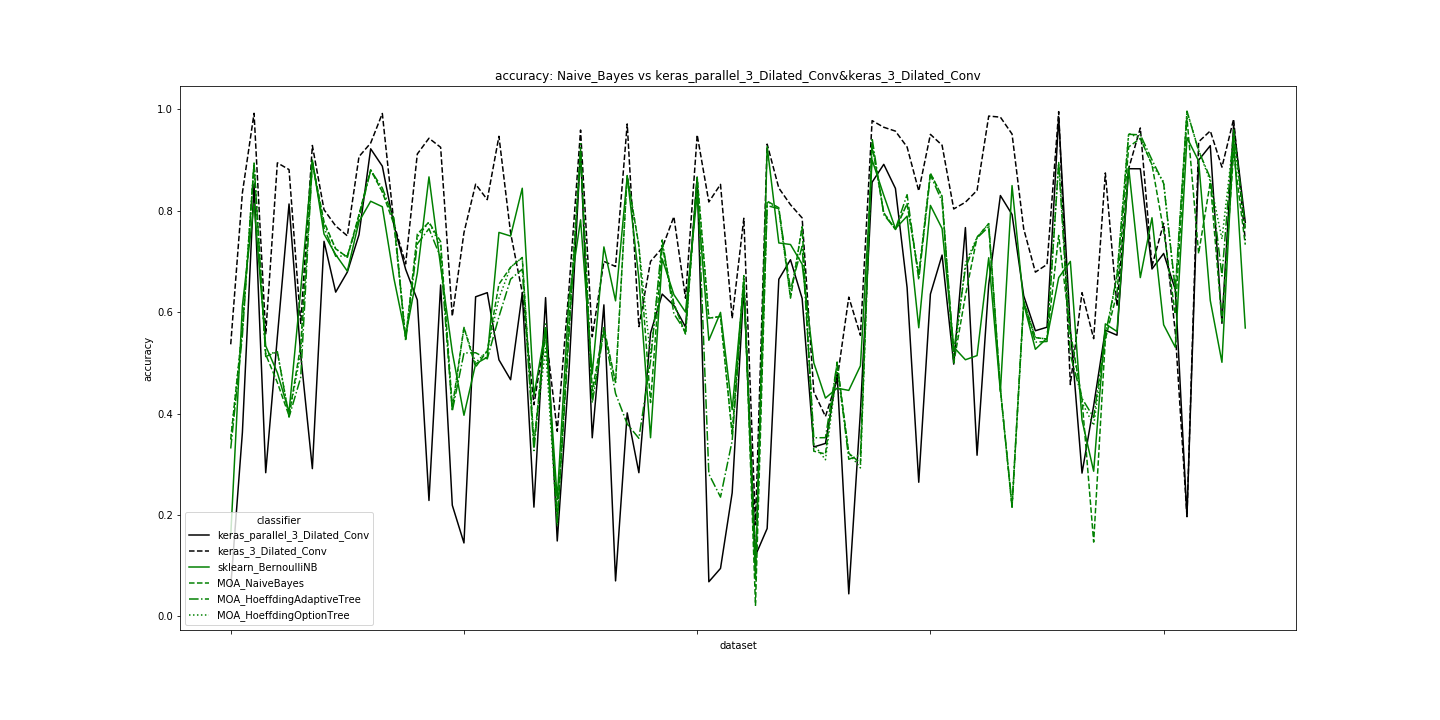 accuracy: Naive_Bayes vs keras_parallel_3_Dilated_Conv&keras_3_Dilated_Conv
1.0
0.8
0.6
0.4
0.2
0.0
accuracy
classifier
keras_parallel_3_Dilated_Conv
keras_3_Dilated_Conv
sklearn_BernoulliNB
MOA_NaiveBayes
MOA_HoeffdingAdaptiveTree
MOA_HoeffdingOptionTree
dataset